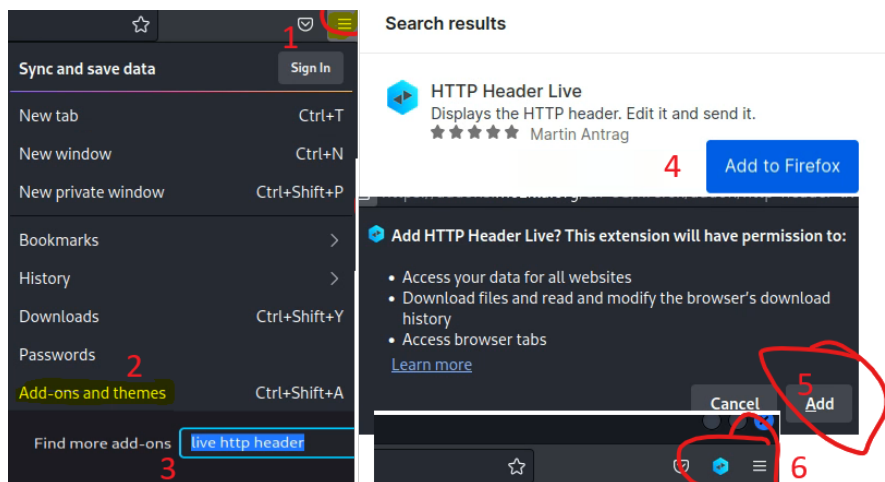 1
Sync and save data Sign In
New tab Ctrl+T
New window Ctrl+N
New private window Ctrl+Shift+P
Bookmarks
History
Downloads Ctrl+Shift+Y
Passwords
2
Add-ons and themes Ctrl+Shift+A
Find more add-ons live http header
3
Search results
HTTP Header Live
Displays the HTTP header. Edit it and send it.
Martin Antrag
4 Add to Firefox
Add HTTP Header Live? This extension will have permission to:
• Access your data for all websites
• Download files and read and modify the browser's download
history
• Access browser tabs
Learn more
5
Cancel Add
6